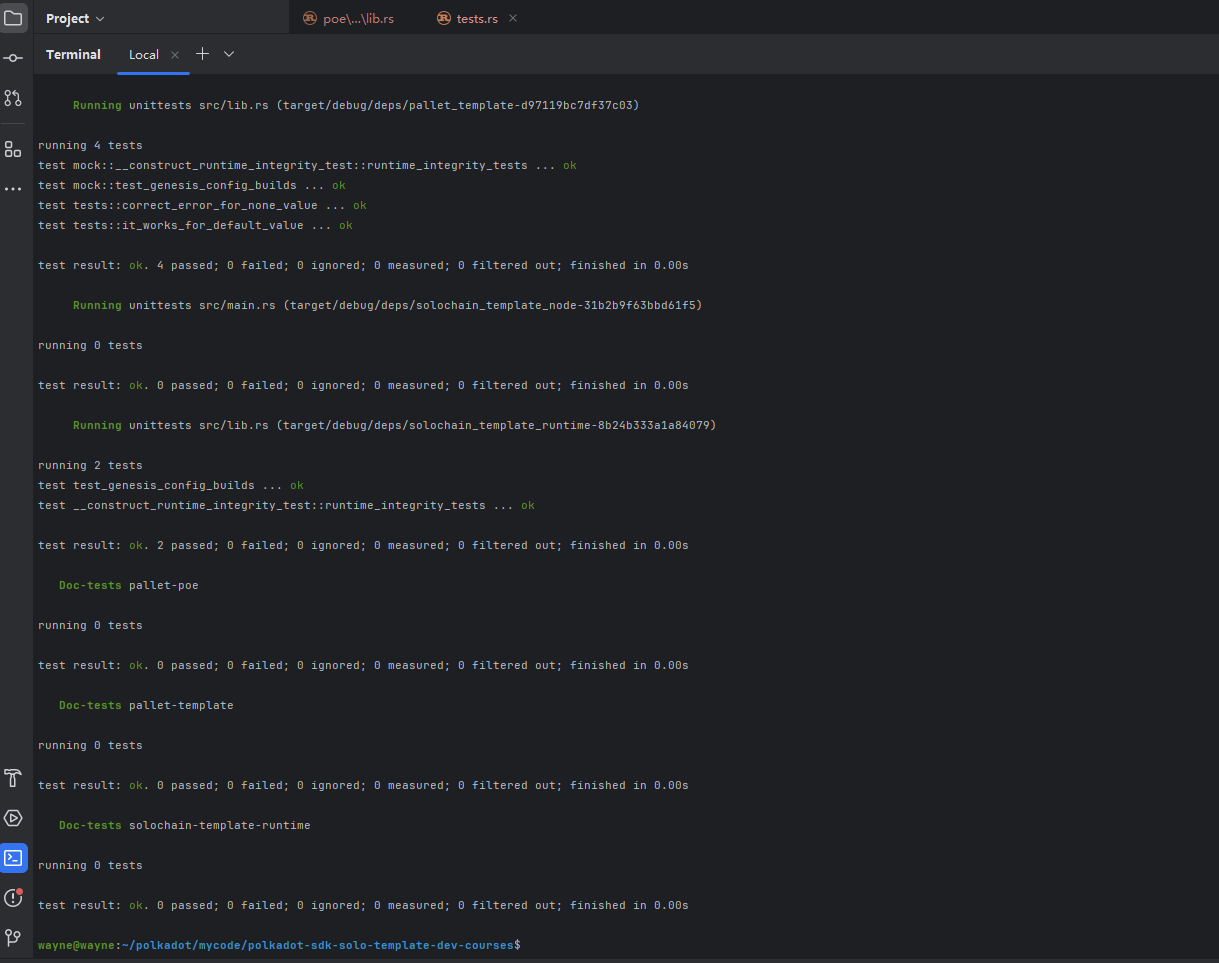 Project
poe\...\lib.rs
tests.rs
Terminal
Local
Running unittests src/lib.rs (target/debug/deps/pallet_template-d97119bc7df37c03)
running 4 tests
test mock::__construct_runtime_integrity_test::runtime_integrity_tests ... ok
test mock::test_genesis_config_builds ... ok
test tests::correct_error_for_none_value ... ok
test tests::it_works_for_default_value ... ok
test result: ok. 4 passed; 0 failed; 0 ignored; 0 measured; 0 filtered out; finished in 0.00s
Running unittests src/main.rs (target/debug/deps/solochain_template_node-31b2b9f63bbd61f5)
running 0 tests
test result: ok. 0 passed; 0 failed; 0 ignored; 0 measured; 0 filtered out; finished in 0.00s
Running unittests src/lib.rs (target/debug/deps/solochain_template_runtime-8b24b333a1a84079)
running 2 tests
test test_genesis_config_builds ... ok
test __construct_runtime_integrity_test::runtime_integrity_tests ... ok
test result: ok. 2 passed; 0 failed; 0 ignored; 0 measured; 0 filtered out; finished in 0.00s
Doc-tests pallet-poe
running 0 tests
test result: ok. 0 passed; 0 failed; 0 ignored; 0 measured; 0 filtered out; finished in 0.00s
Doc-tests pallet-template
running 0 tests
test result: ok. 0 passed; 0 failed; 0 ignored; 0 measured; 0 filtered out; finished in 0.00s
Doc-tests solochain-template-runtime
running 0 tests
test result: ok. 0 passed; 0 failed; 0 ignored; 0 measured; 0 filtered out; finished in 0.00s
wayne@wayne:~/polkadot/mycode/polkadot-sdk-solo-template-dev-courses$